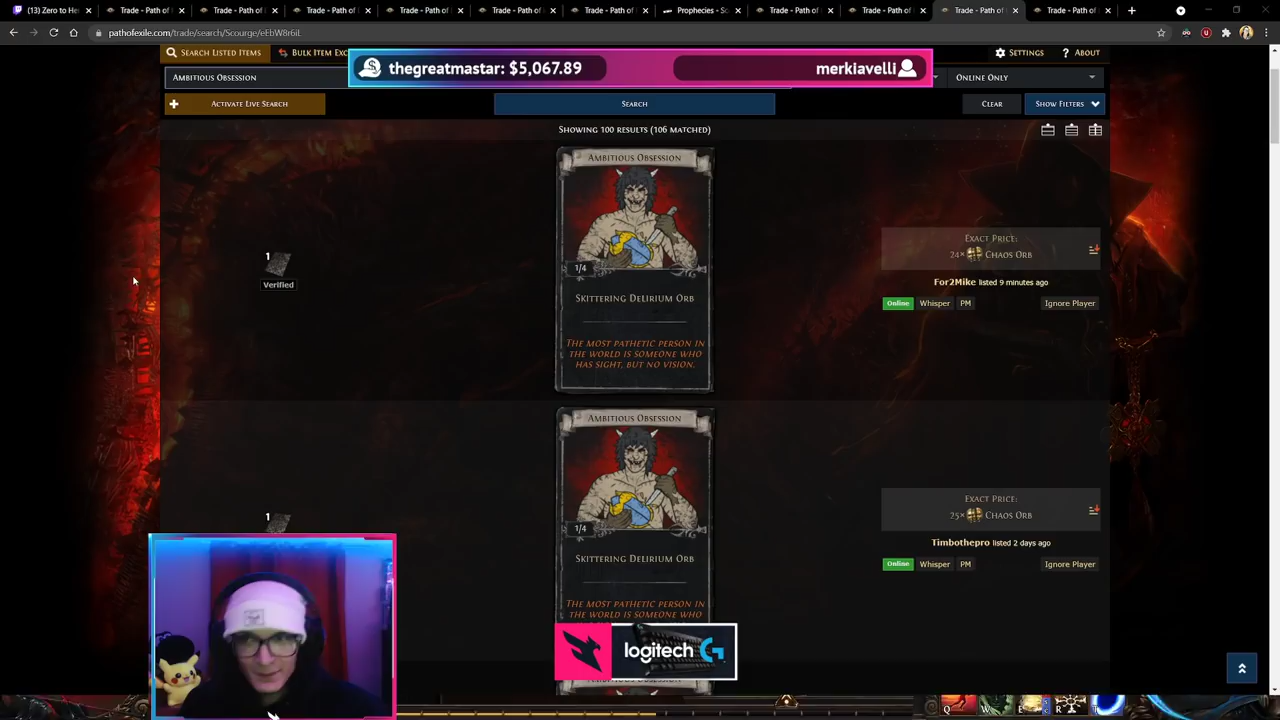 (13) Zero to He
Trade - Path of
Trade - Path of
Trade - Path of
Trade - Path of
Trade - Path of
Trade - Path of
Prophecies - So
Trade - Path of
Trade - Path of
Trade - Path of
Trade - Path of
pathofexile.com/trade/search/Scourge/eEbW8r6iL
Search Listed Items
Bulk Item Exc
Settings
? About
thegreatmastar: $5,067.89
merkiavelli
Ambitious Obsession
Online Only
+ Activate Live Search
Search
Clear
Show Filters
Showing 100 results (106 matched)
Ambitious Obsession
1
Verified
1/4
Skittering Delirium Orb
The most pathetic person in
the world is someone who
has sight, but no vision.
Exact Price:
24× Chaos Orb
For2Mike listed 9 minutes ago
Online
Whisper
PM
Ignore Player
Ambitious Obsession
1
1/4
Skittering Delirium Orb
The most pathetic person in
the world is someone who
Exact Price:
25× Chaos Orb
Timbothepro listed 2 days ago
Online
Whisper
PM
Ignore Player
logitech G
Q
W
E
R
T